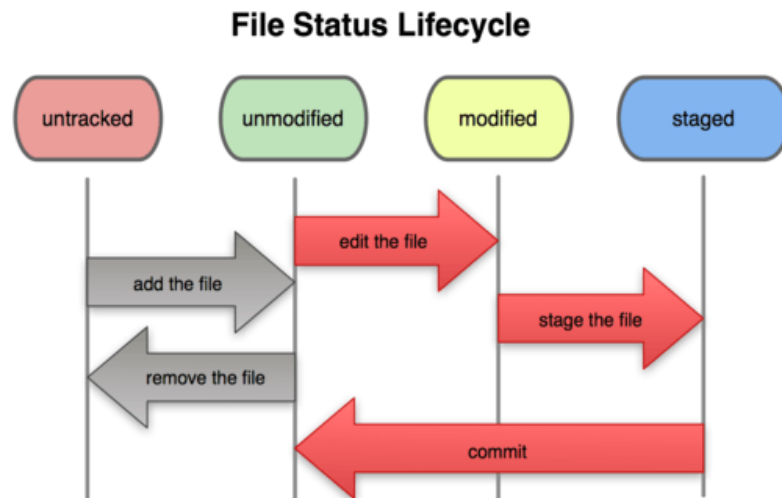 File Status Lifecycle
untracked
unmodified
modified
staged
edit the file
add the file
stage the file
remove the file
commit